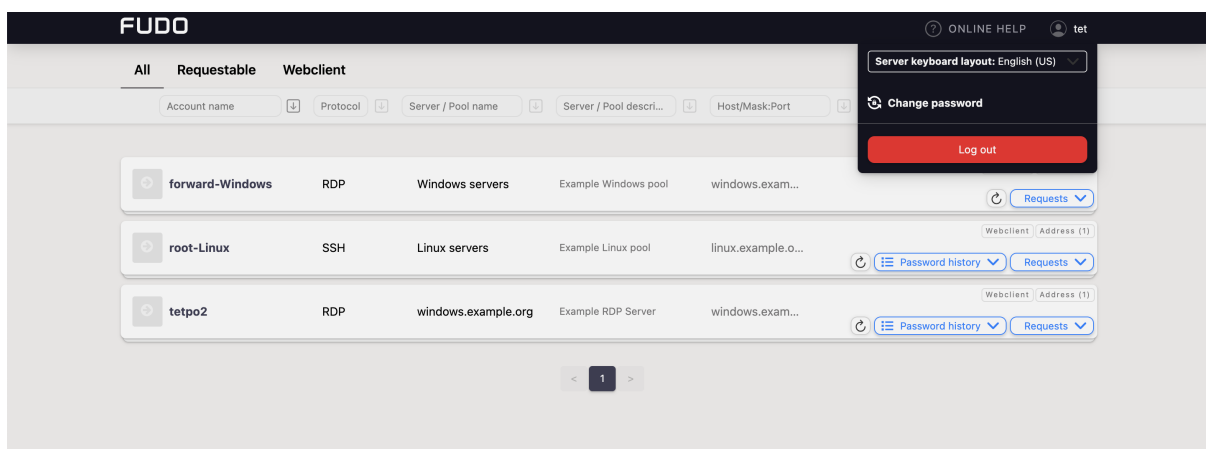 FUDO
ONLINE HELP tet
All Requestable Webclient
Server keyboard layout: English (US)
Account name Protocol Server / Pool name Server / Pool descri... Host/Mask:Port
Change password
Log out
forward-Windows RDP Windows servers Example Windows pool windows.exam...
Requests
Webclient Address (1)
root-Linux SSH Linux servers Example Linux pool linux.example.o...
Password history Requests
Webclient Address (1)
tetpo2 RDP windows.example.org Example RDP Server windows.exam...
Password history Requests
< 1 >